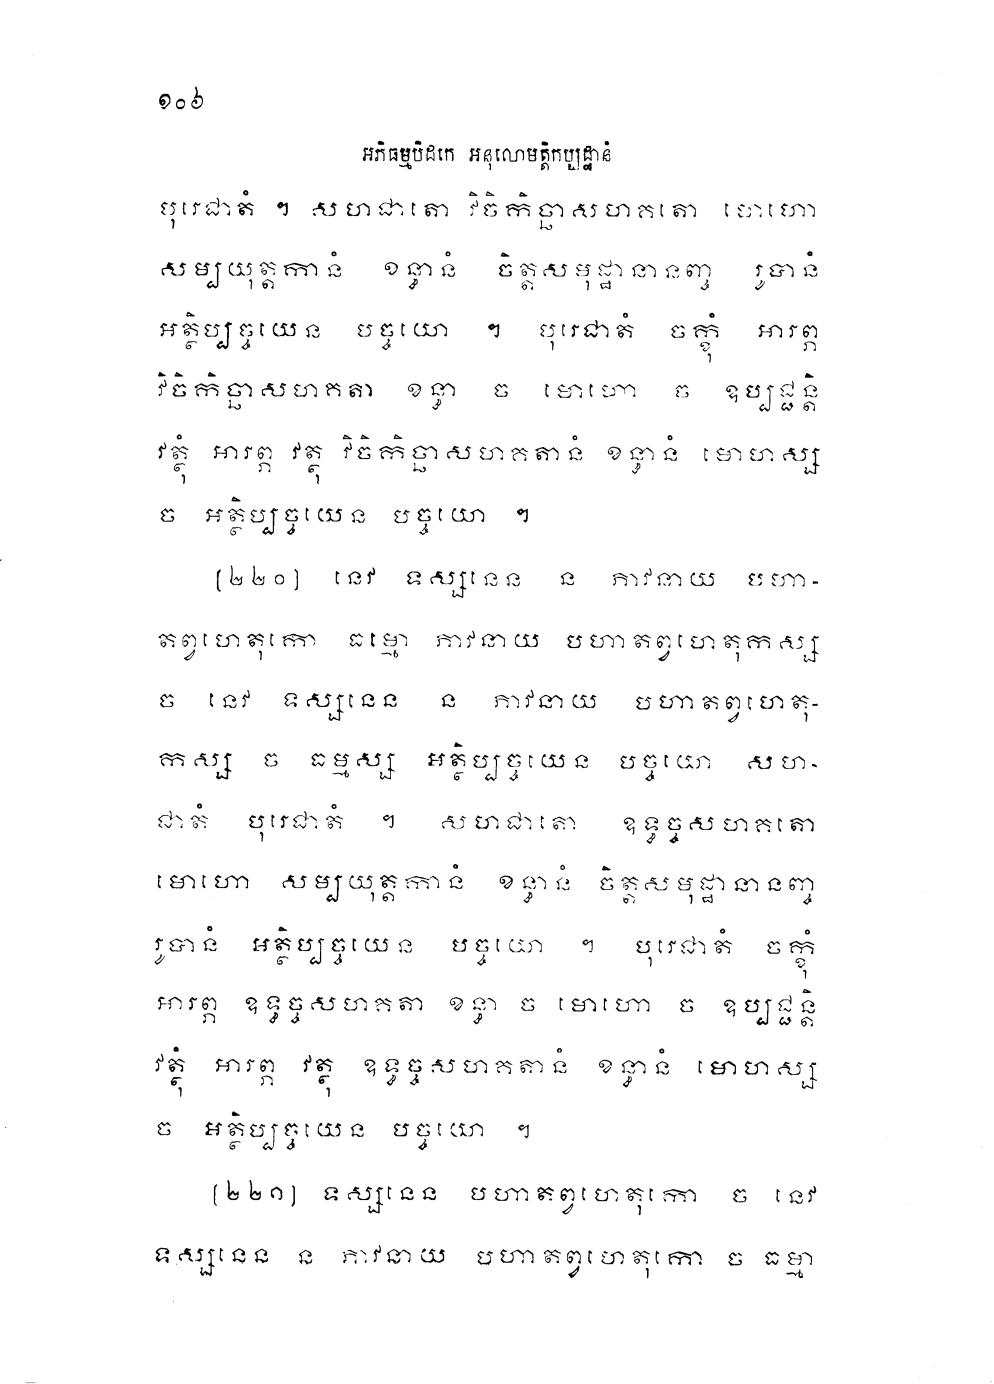 ១០៦
អភិធម្មបិដកេ អនុលោមត្តិកប្បដ្ឋានំ
បុរេជាតំ ។ សហជាតោ វិចិកិច្ឆាសហគតោ មោហោ
សម្បយុត្តកានំ ខន្ធានំ ចិត្តសមុដ្ឋានានញ្ច រូបានំ
អត្ថិប្បច្ចយេន បច្ចយោ ។ បុរេជាតំ ចក្ខុំ អារព្ភ
វិចិកិច្ឆាសហគតា ខន្ធា ច មោហោ ច ឧប្បជ្ជន្តិ
វត្ថុំ អារព្ភ វត្ថុ វិចិកិច្ឆាសហគតានំ ខន្ធានំ មោហស្ស
ច អត្ថិប្បច្ចយេន បច្ចយោ ។
[២២០] នេវ ទស្សនេន ន ភាវនាយ បហា-
តព្វហេតុកោ ធម្មោ ភាវនាយ បហាតព្វហេតុកស្ស
ច នេវ ទស្សនេន ន ភាវនាយ បហាតព្វហេតុ-
កស្ស ច ធម្មស្ស អត្ថិប្បច្ចយេន បច្ចយោ សហ-
ជាតំ បុរេជាតំ ។ សហជាតោ ឧទ្ធច្ចសហគតោ
មោហោ សម្បយុត្តកានំ ខន្ធានំ ចិត្តសមុដ្ឋានានញ្ច
រូបានំ អត្ថិប្បច្ចយេន បច្ចយោ ។ បុរេជាតំ ចក្ខុំ
អារព្ភ ឧទ្ធច្ចសហគតា ខន្ធា ច មោហោ ច ឧប្បជ្ជន្តិ
វត្ថុំ អារព្ភ វត្ថុ ឧទ្ធច្ចសហគតានំ ខន្ធានំ មោហស្ស
ច អត្ថិប្បច្ចយេន បច្ចយោ ។
[២២១] ទស្សនេន បហាតព្វហេតុកោ ច នេវ
ទស្សនេន ន ភាវនាយ បហាតព្វហេតុកោ ច ធម្មា